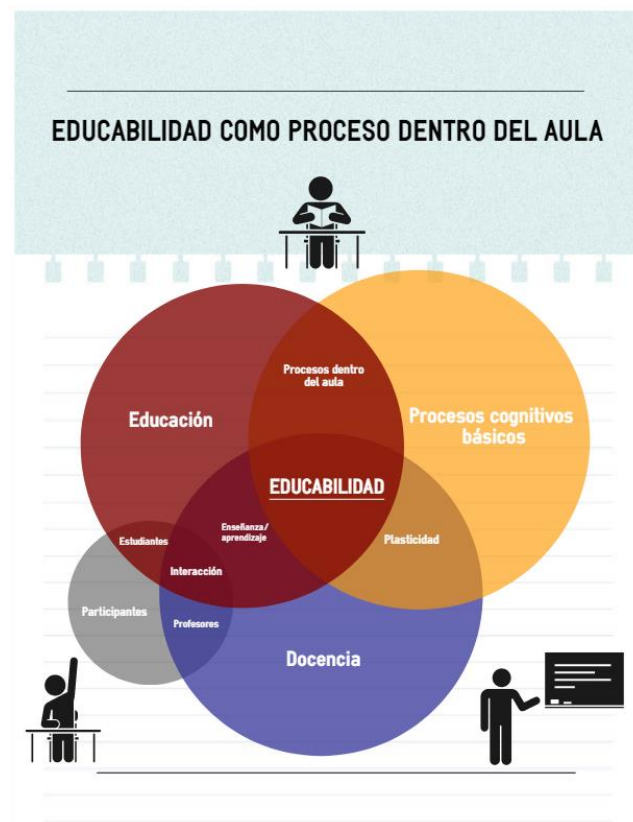 EDUCABILIDAD COMO PROCESO DENTRO DEL AULA
Procesos dentro
del aula
Educación
Procesos cognitivos
básicos
EDUCABILIDAD
Enseñanza/
aprendizaje
Plasticidad
Estudiantes
Interacción
Participantes
Profesores
Docencia